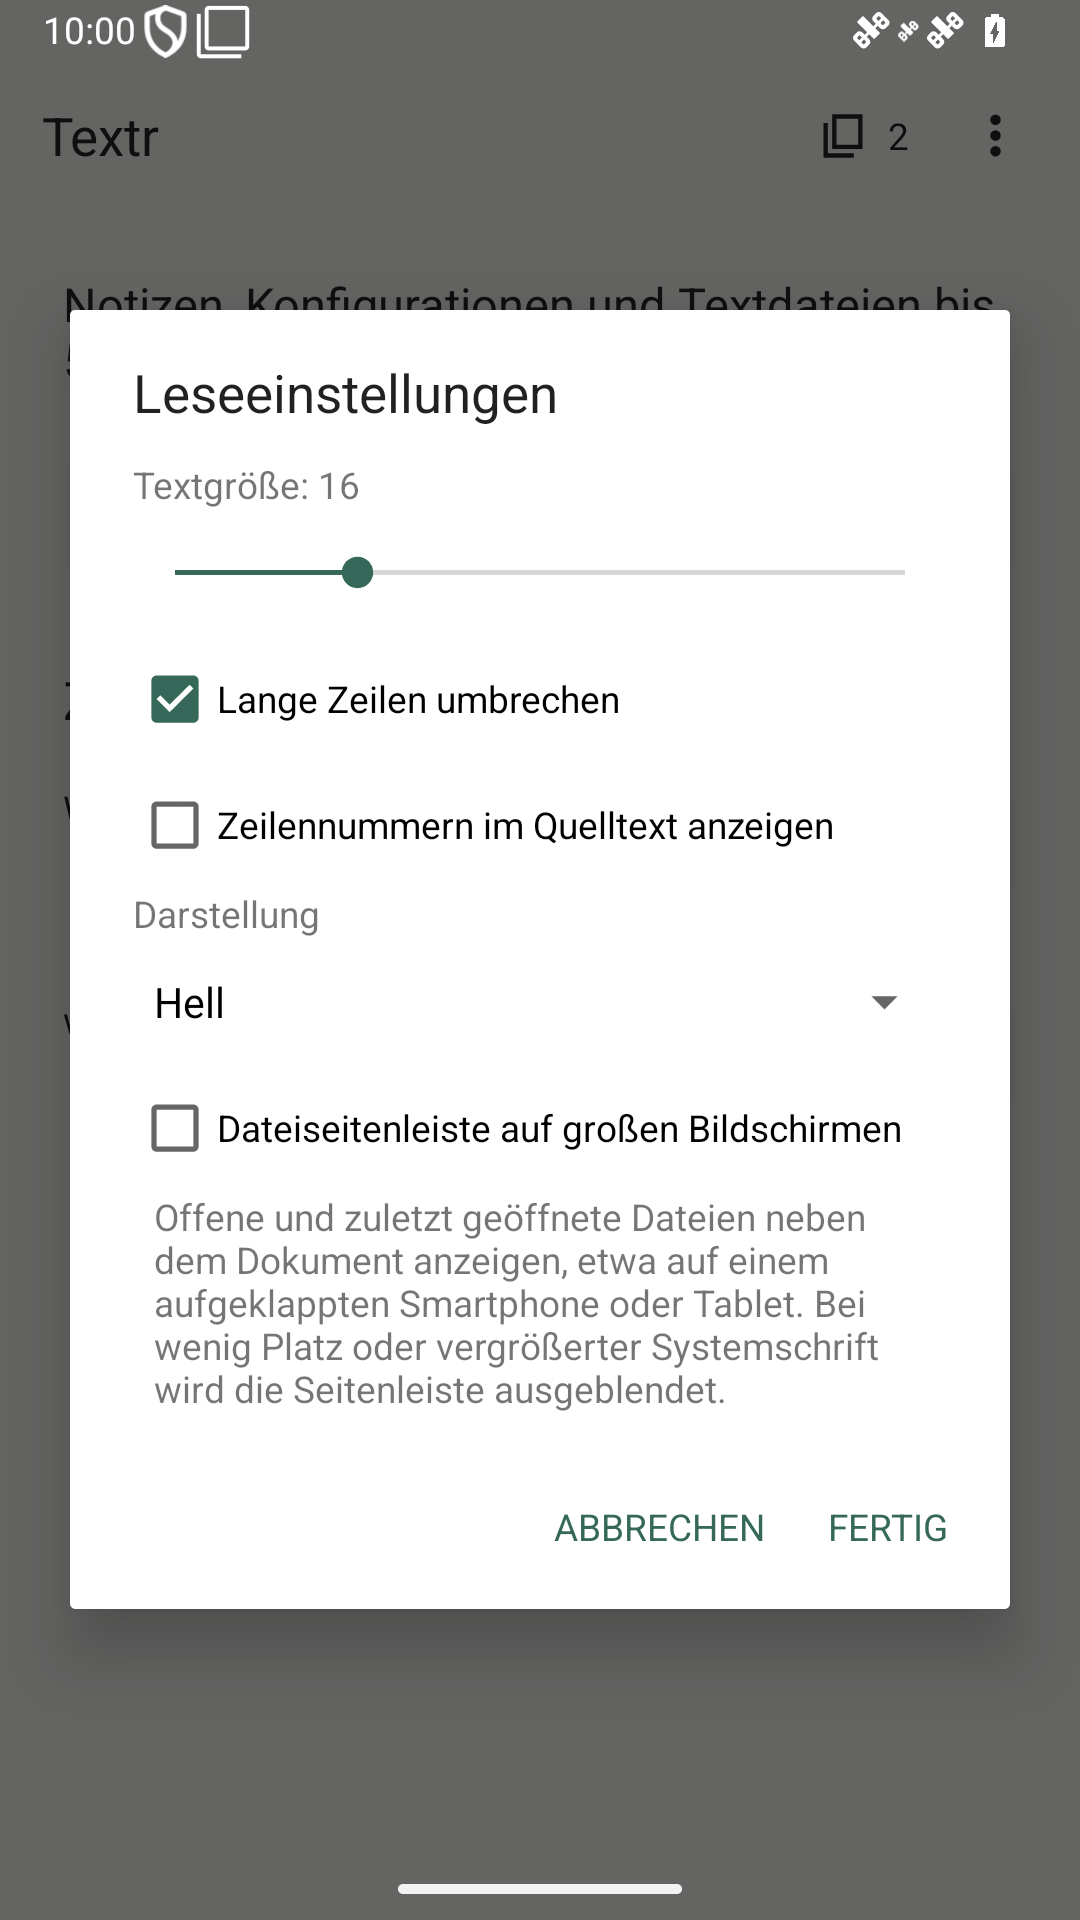 10:00
Textr
2
Notizen, Konfigurationen und Textdateien bis
Leseeinstellungen
Textgröße: 16
Lange Zeilen umbrechen
Zeilennummern im Quelltext anzeigen
Darstellung
Hell
Dateiseitenleiste auf großen Bildschirmen
Offene und zuletzt geöffnete Dateien neben
dem Dokument anzeigen, etwa auf einem
aufgeklappten Smartphone oder Tablet. Bei
wenig Platz oder vergrößerter Systemschrift
wird die Seitenleiste ausgeblendet.
ABBRECHEN
FERTIG